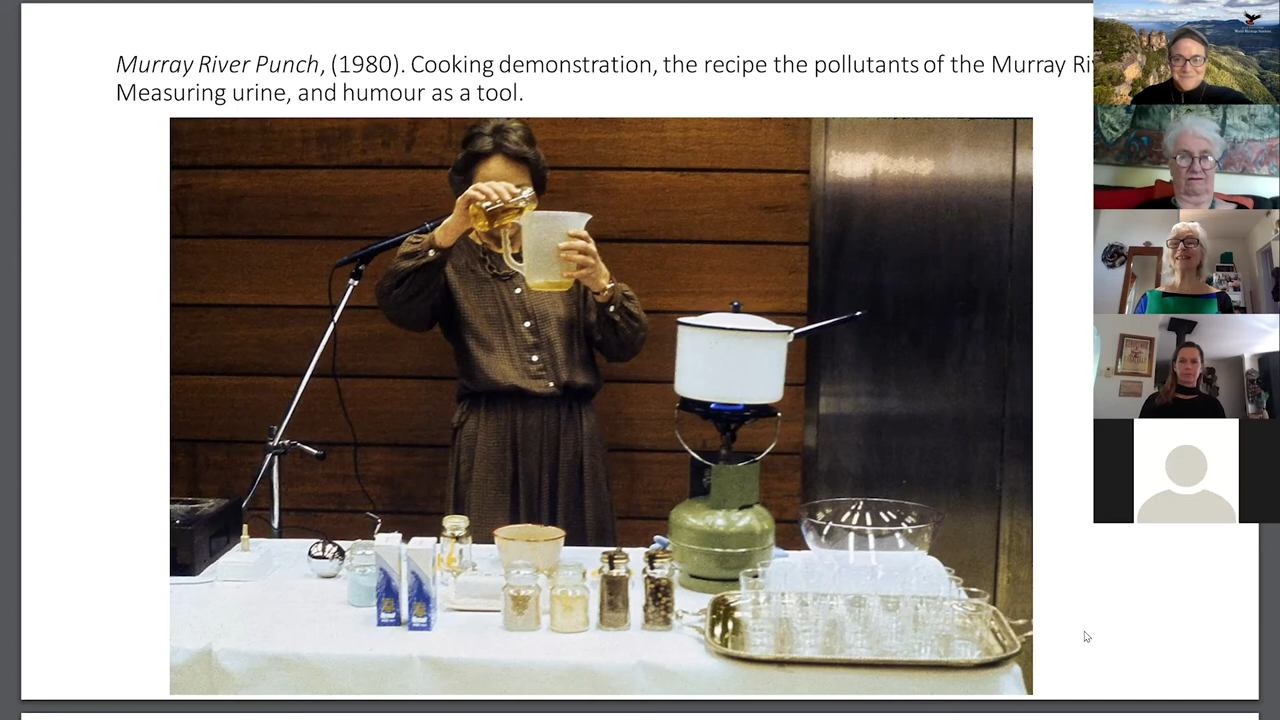 Murray River Punch, (1980). Cooking demonstration, the recipe the pollutants of the Murray Ri
Measuring urine, and humour as a tool.